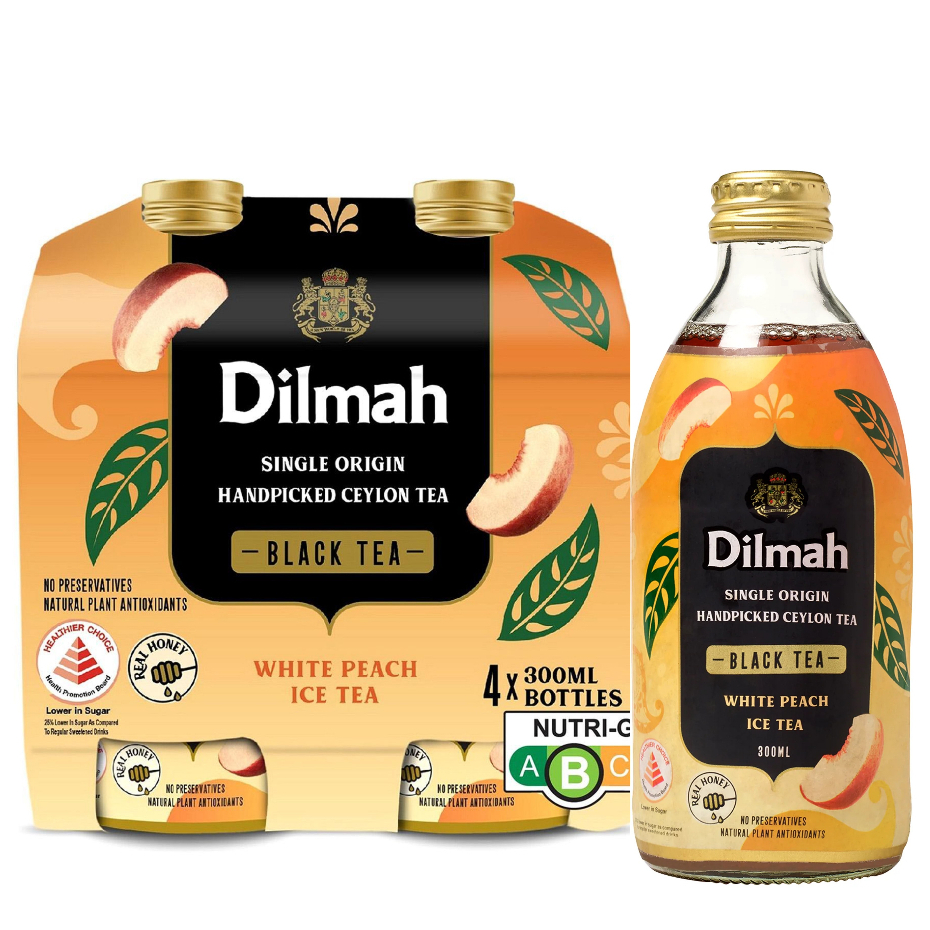 Dilmah
SINGLE ORIGIN
HANDPICKED CEYLON TEA
BLACK TEA
NO PRESERVATIVES
NATURAL PLANT ANTIOXIDANTS
HEALTHIER CHOICE
Health Promotion Board
Lower in Sugar
25% Lower in Sugar As Compared
To Regular Sweetened Drinks
REAL HONEY
WHITE PEACH
ICE TEA
4 x 300ML
BOTTLES
NUTRI-G
A B C
REAL HONEY
NO PRESERVATIVES
NATURAL PLANT ANTIOXIDANTS
NO PRESERVATIVES
NATURAL PLANT ANTIOXIDANTS
Dilmah
SINGLE ORIGIN
HANDPICKED CEYLON TEA
BLACK TEA
WHITE PEACH
ICE TEA
300ML
HEALTHIER CHOICE
Lower in Sugar
REAL HONEY
NO PRESERVATIVES
NATURAL PLANT ANTIOXIDANTS